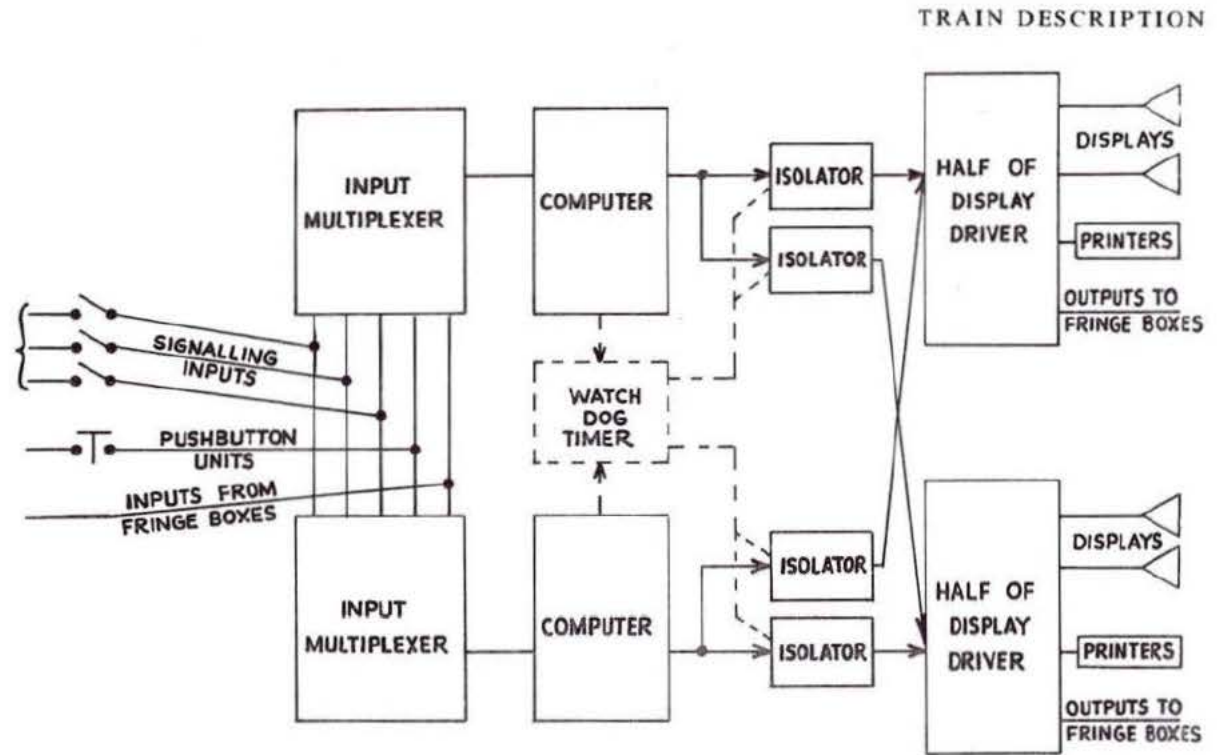 TRAIN DESCRIPTION
INPUT
MULTIPLEXER
COMPUTER
ISOLATOR
ISOLATOR
HALF OF
DISPLAY
DRIVER
DISPLAYS
PRINTERS
OUTPUTS TO
FRINGE BOXES
SIGNALLING
INPUTS
PUSHBUTTON
UNITS
INPUTS FROM
FRINGE BOXES
WATCH
DOG
TIMER
INPUT
MULTIPLEXER
COMPUTER
ISOLATOR
ISOLATOR
HALF OF
DISPLAY
DRIVER
DISPLAYS
PRINTERS
OUTPUTS TO
FRINGE BOXES